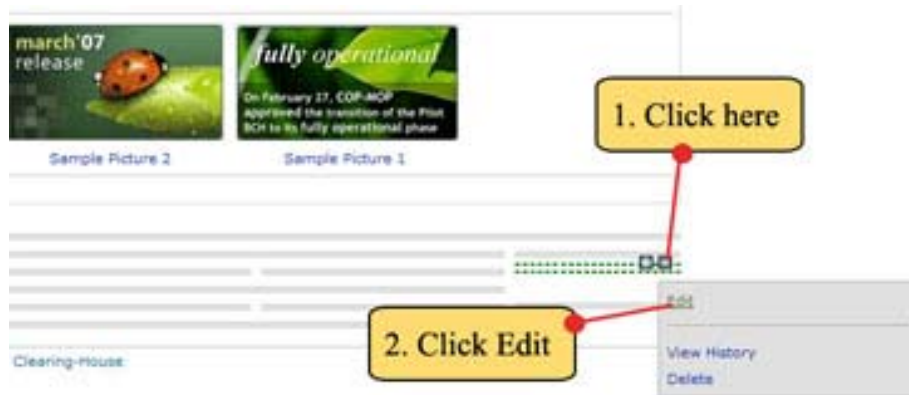 march'07
release
fully operational
On February 27, COP-MOP
approved the transition of the Pilot
BCH to its fully operational phase
Sample Picture 2
Sample Picture 1
1. Click here
Edit
2. Click Edit
View History
Delete
Clearing-House